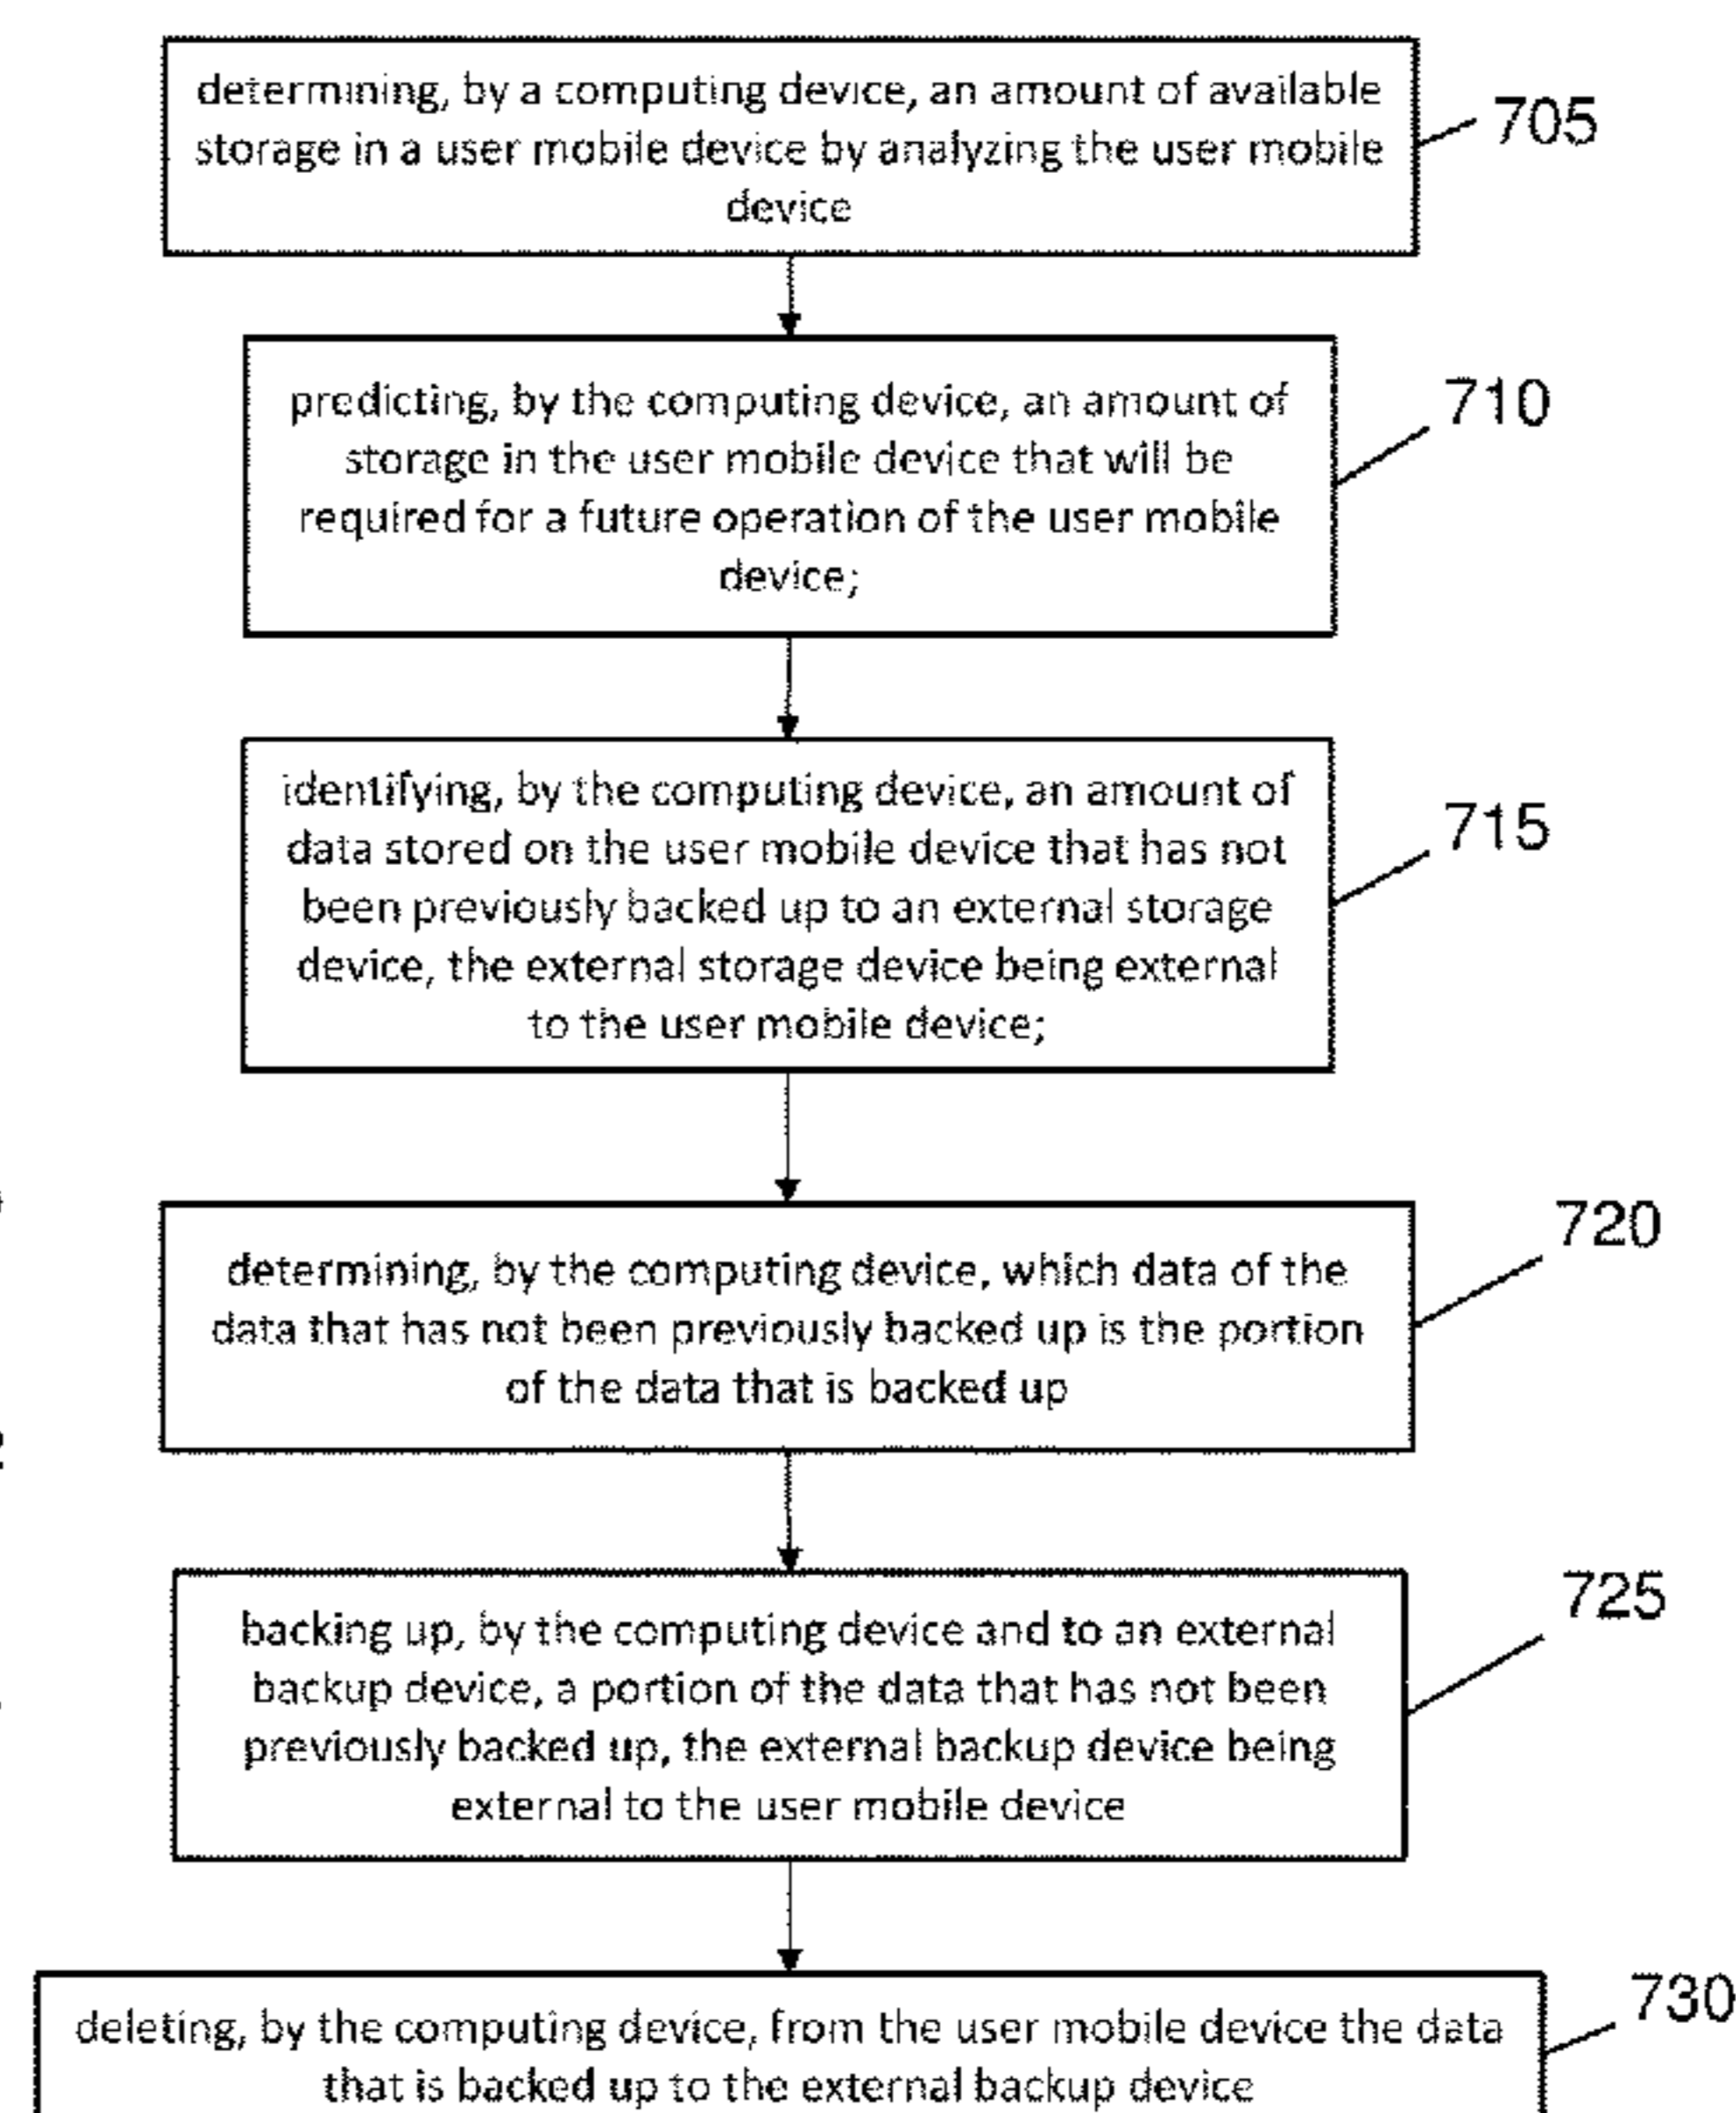 determining, by a computing device, an amount of available
storage in a user mobile device by analyzing the user mobile
device
705
predicting, by the computing device, an amount of
storage in the user mobile device that will be
required for a future operation of the user mobile
device;
710
identifying, by the computing device, an amount of
data stored on the user mobile device that has not
been previously backed up to an external storage
device, the external storage device being external
to the user mobile device;
715
determining, by the computing device, which data of the
data that has not been previously backed up is the portion
of the data that is backed up
720
backing up, by the computing device and to an external
backup device, a portion of the data that has not been
previously backed up, the external backup device being
external to the user mobile device
725
deleting, by the computing device, from the user mobile device the data
that is backed up to the external backup device
730